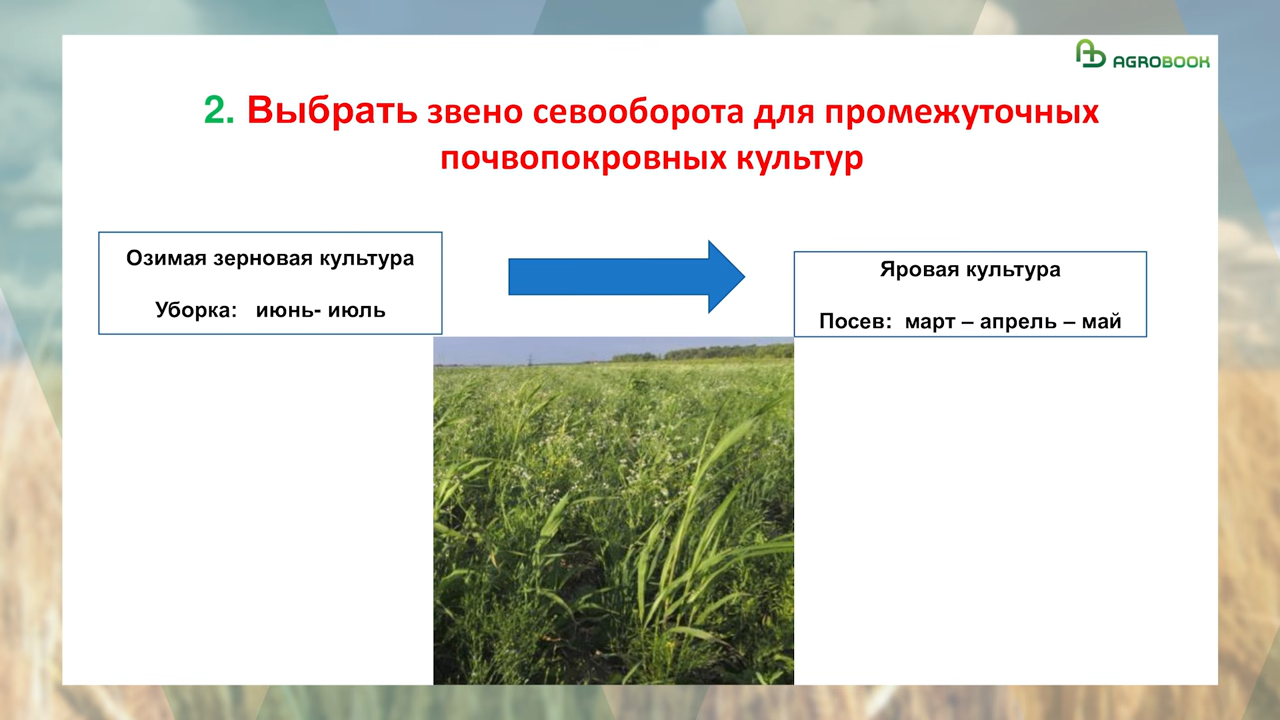 AGROBOOK
2. Выбрать звено севооборота для промежуточных
почвопокровных культур
Озимая зерновая культура
Уборка: июнь- июль
Яровая культура
Посев: март – апрель – май